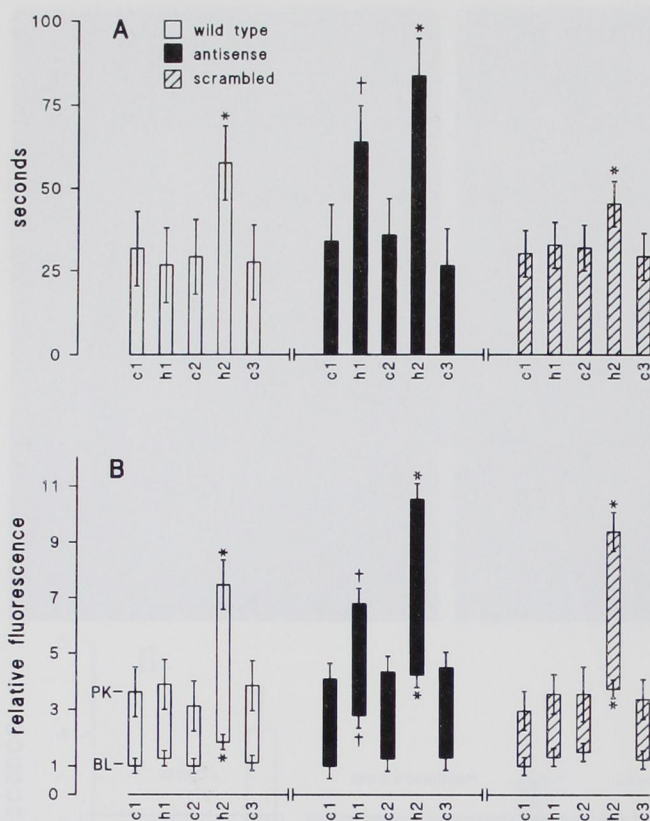 A
wild type
antisense
scrambled
100
75
50
25
0
seconds
*
†
*
*
c1 h1 c2 h2 c3 c1 h1 c2 h2 c3 c1 h1 c2 h2 c3
B
11
9
7
5
3
1
0
relative fluorescence
PK
BL
*
*
†
†
*
*
*
*
c1 h1 c2 h2 c3 c1 h1 c2 h2 c3 c1 h1 c2 h2 c3